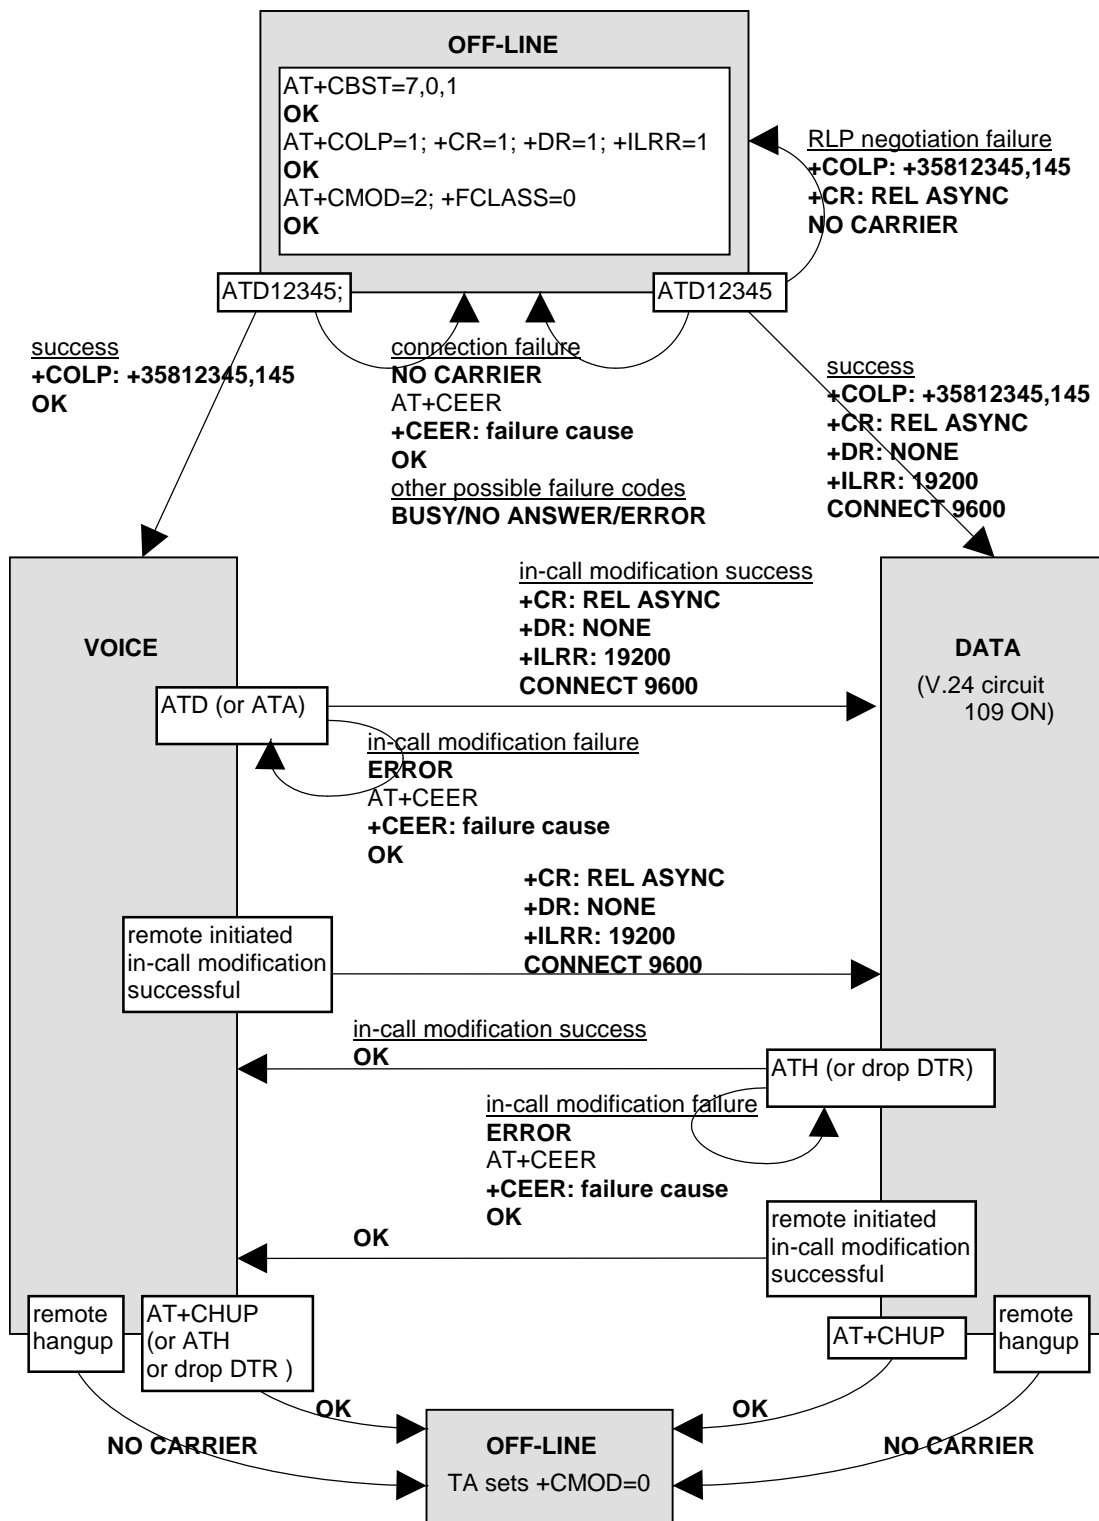 OFF-LINE
AT+CBST=7,0,1
OK
AT+COLP=1; +CR=1; +DR=1; +ILRR=1
OK
AT+CMOD=2; +FCLASS=0
OK
RLP negotiation failure
+COLP: +35812345,145
+CR: REL ASYNC
NO CARRIER
ATD12345;
ATD12345
success
+COLP: +35812345,145
OK
connection failure
NO CARRIER
AT+CEER
+CEER: failure cause
OK
other possible failure codes
BUSY/NO ANSWER/ERROR
success
+COLP: +35812345,145
+CR: REL ASYNC
+DR: NONE
+ILRR: 19200
CONNECT 9600
VOICE
DATA
(V.24 circuit
109 ON)
in-call modification success
+CR: REL ASYNC
+DR: NONE
+ILRR: 19200
CONNECT 9600
ATD (or ATA)
in-call modification failure
ERROR
AT+CEER
+CEER: failure cause
OK
+CR: REL ASYNC
+DR: NONE
+ILRR: 19200
CONNECT 9600
remote initiated
in-call modification
successful
in-call modification success
OK
ATH (or drop DTR)
in-call modification failure
ERROR
AT+CEER
+CEER: failure cause
OK
remote initiated
in-call modification
successful
OK
remote
hangup
AT+CHUP
(or ATH
or drop DTR )
AT+CHUP
remote
hangup
OK
OK
NO CARRIER
NO CARRIER
OFF-LINE
TA sets +CMOD=0